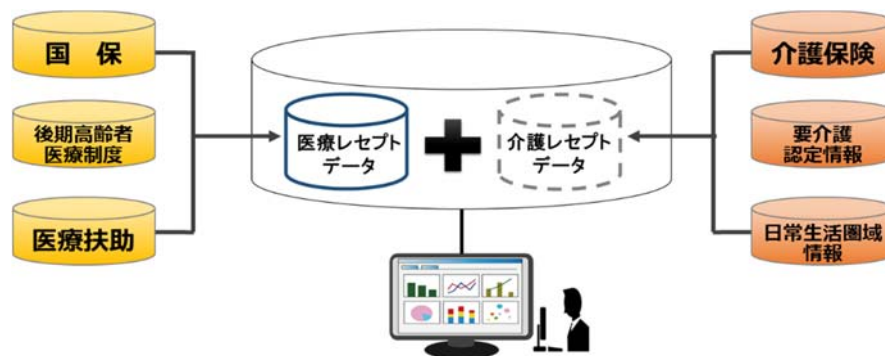 国　保
後期高齢者
医療制度
医療扶助
医療レセプト
データ
介護レセプト
データ
介護保険
要介護
認定情報
日常生活圏域
情報